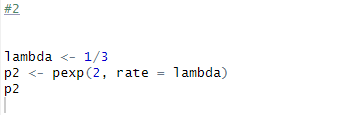 #2
lambda <- 1/3
p2 <- pexp(2, rate = lambda)
p2